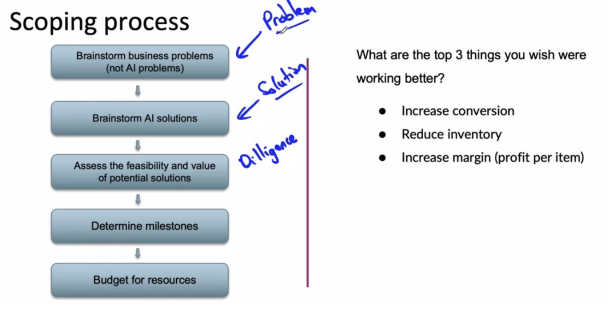 Scoping process
Problem
Brainstorm business problems
(not AI problems)
Solution
Brainstorm AI solutions
Dilligence
Assess the feasibility and value
of potential solutions
Determine milestones
Budget for resources
What are the top 3 things you wish were
working better?
● Increase conversion
● Reduce inventory
● Increase margin (profit per item)